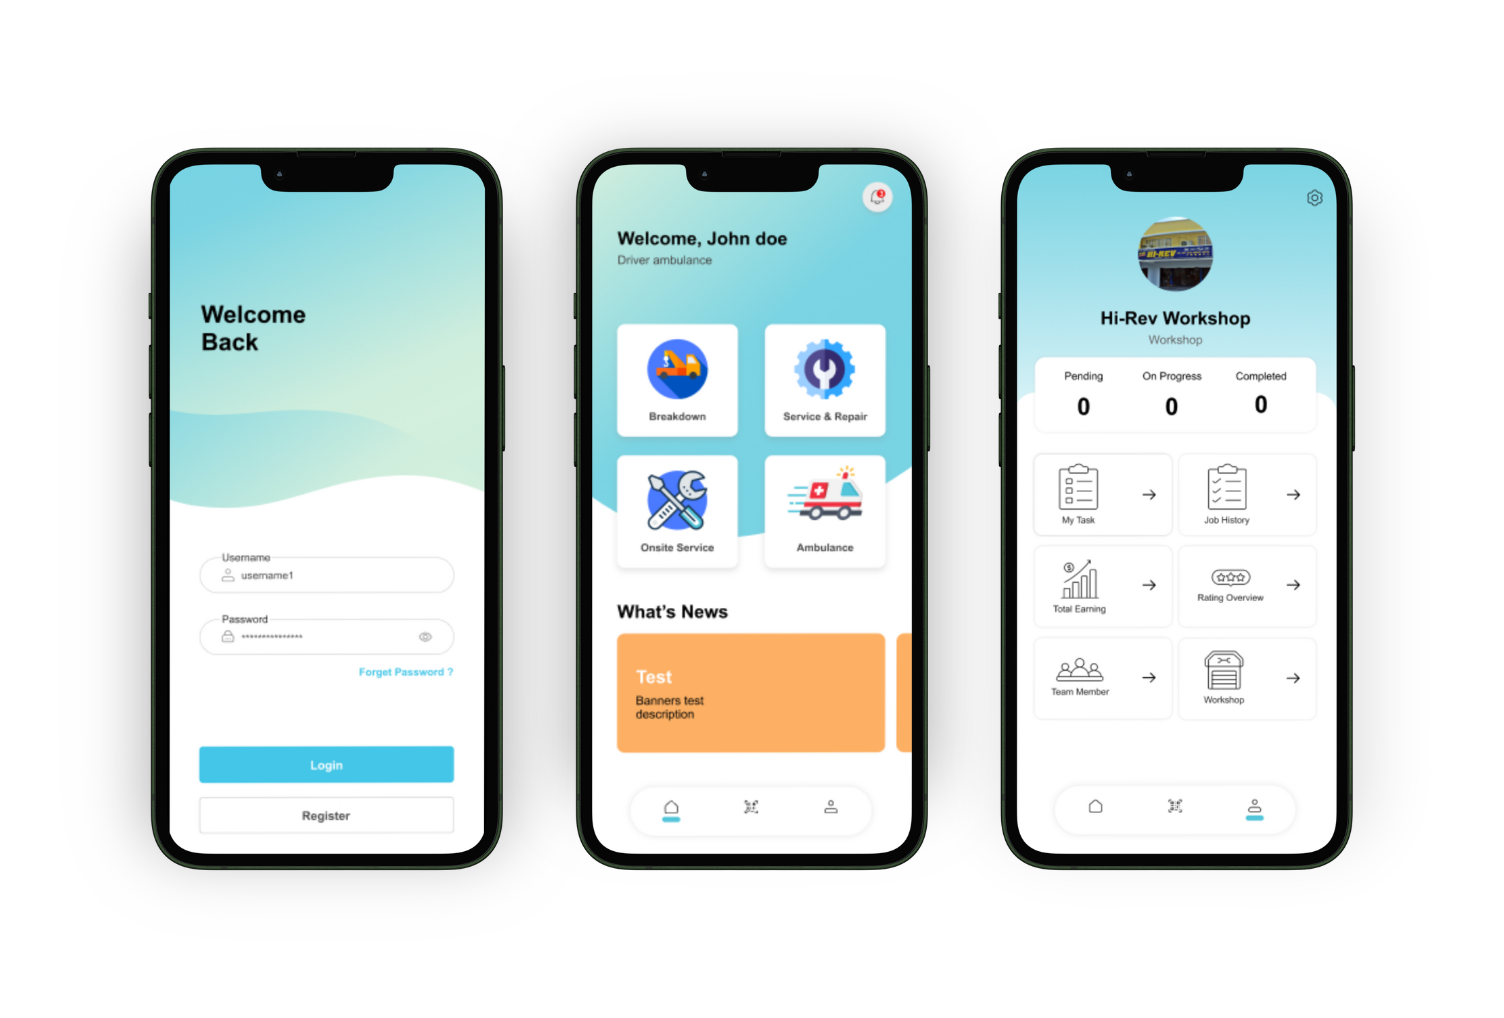 Welcome
Back
Username
username1
Password
***************
Forget Password ?
Login
Register
3
Welcome, John doe
Driver ambulance
Breakdown
Service & Repair
Onsite Service
Ambulance
What's News
Test
Banners test
description
HI-REV
Hi-Rev Workshop
Workshop
Pending
On Progress
Completed
0
0
0
My Task
Job History
$
Total Earning
Rating Overview
Team Member
Workshop